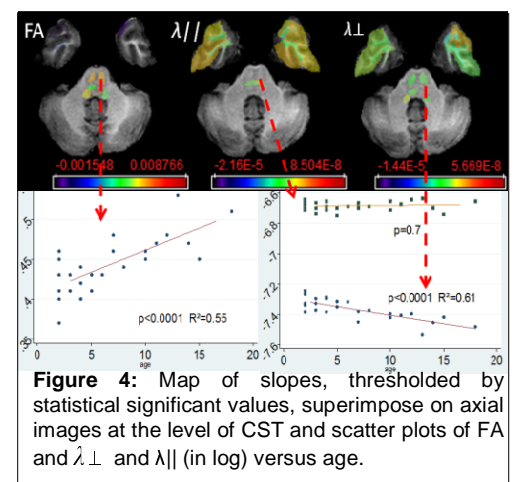 FA λ// λ⊥
-0.001548 0.008766 -2.16E-5 8.504E-8 -1.44E-5 5.669E-8
.5
.45
.4
.35
p<0.0001 R²=0.55
0 5 10 15 20
age
-6.6
-6.8
-7
-7.2
-7.4
-7.6
p=0.7
p<0.0001 R²=0.61
0 5 10 15 20
age
Figure 4: Map of slopes, thresholded by
statistical significant values, superimpose on axial
images at the level of CST and scatter plots of FA
and λ⊥ and λ|| (in log) versus age.